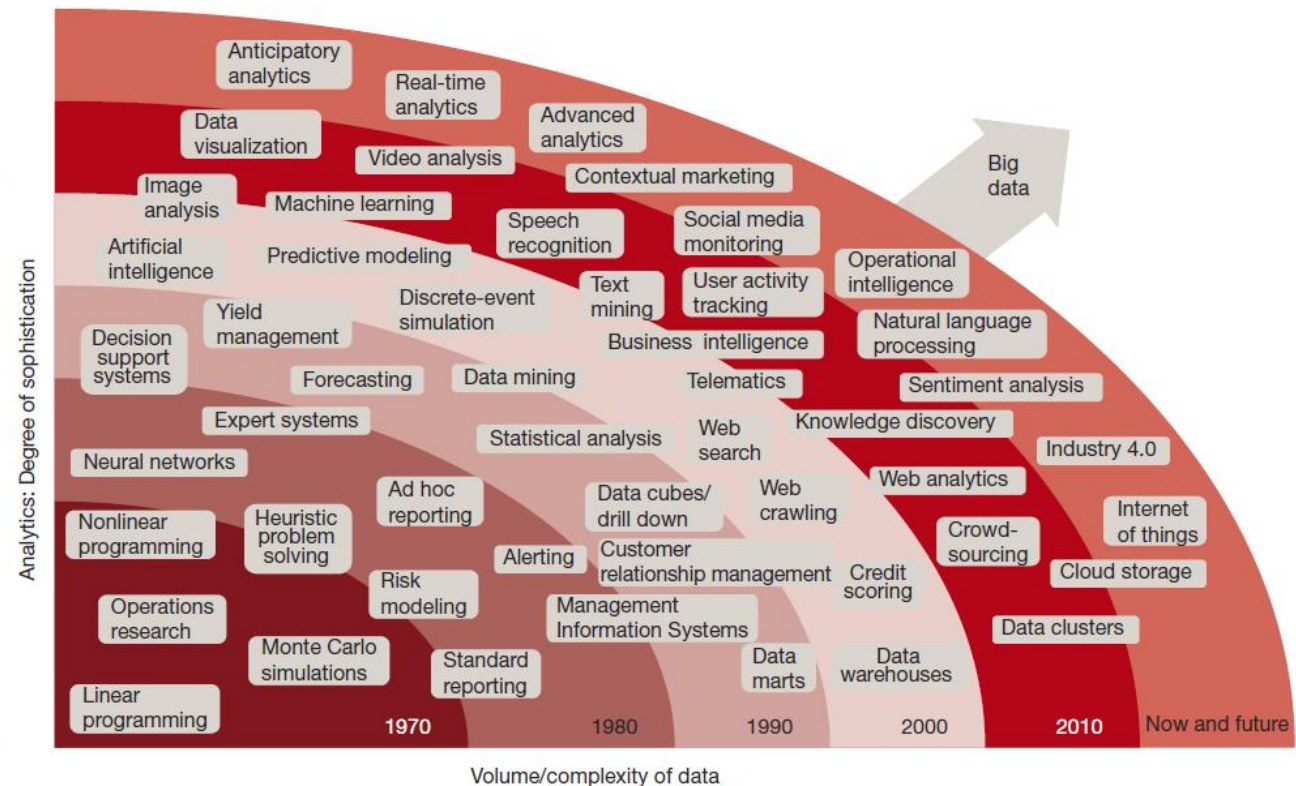 Anticipatory
analytics
Real-time
analytics
Advanced
analytics
Data
visualization
Video analysis
Contextual marketing
Big
data
Image
analysis
Machine learning
Speech
recognition
Social media
monitoring
Artificial
intelligence
Predictive modeling
Operational
intelligence
Discrete-event
simulation
Text
mining
User activity
tracking
Yield
management
Natural language
processing
Decision
support
systems
Business intelligence
Forecasting
Data mining
Telematics
Sentiment analysis
Expert systems
Statistical analysis
Web
search
Knowledge discovery
Neural networks
Industry 4.0
Ad hoc
reporting
Data cubes/
drill down
Web
crawling
Web analytics
Nonlinear
programming
Heuristic
problem
solving
Internet
of things
Alerting
Customer
relationship management
Crowd-
sourcing
Risk
modeling
Credit
scoring
Cloud storage
Operations
research
Management
Information Systems
Data clusters
Monte Carlo
simulations
Standard
reporting
Data
marts
Data
warehouses
Linear
programming
1970
1980
1990
2000
2010
Now and future
Analytics: Degree of sophistication
Volume/complexity of data